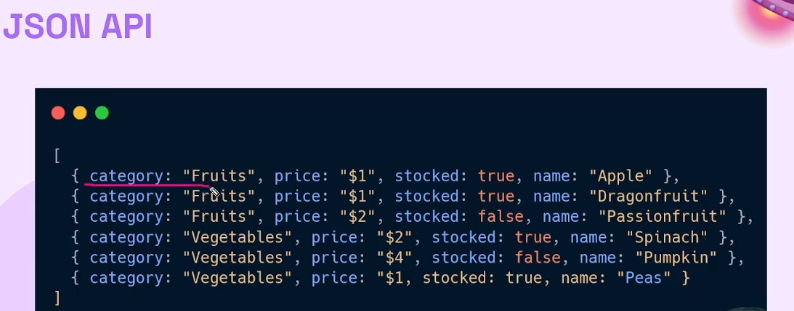 JSON API
[
{ category: "Fruits", price: "$1", stocked: true, name: "Apple" },
{ category: "Fruits", price: "$1", stocked: true, name: "Dragonfruit" },
{ category: "Fruits", price: "$2", stocked: false, name: "Passionfruit" },
{ category: "Vegetables", price: "$2", stocked: true, name: "Spinach" },
{ category: "Vegetables", price: "$4", stocked: false, name: "Pumpkin" },
{ category: "Vegetables", price: "$1, stocked: true, name: "Peas" }
]